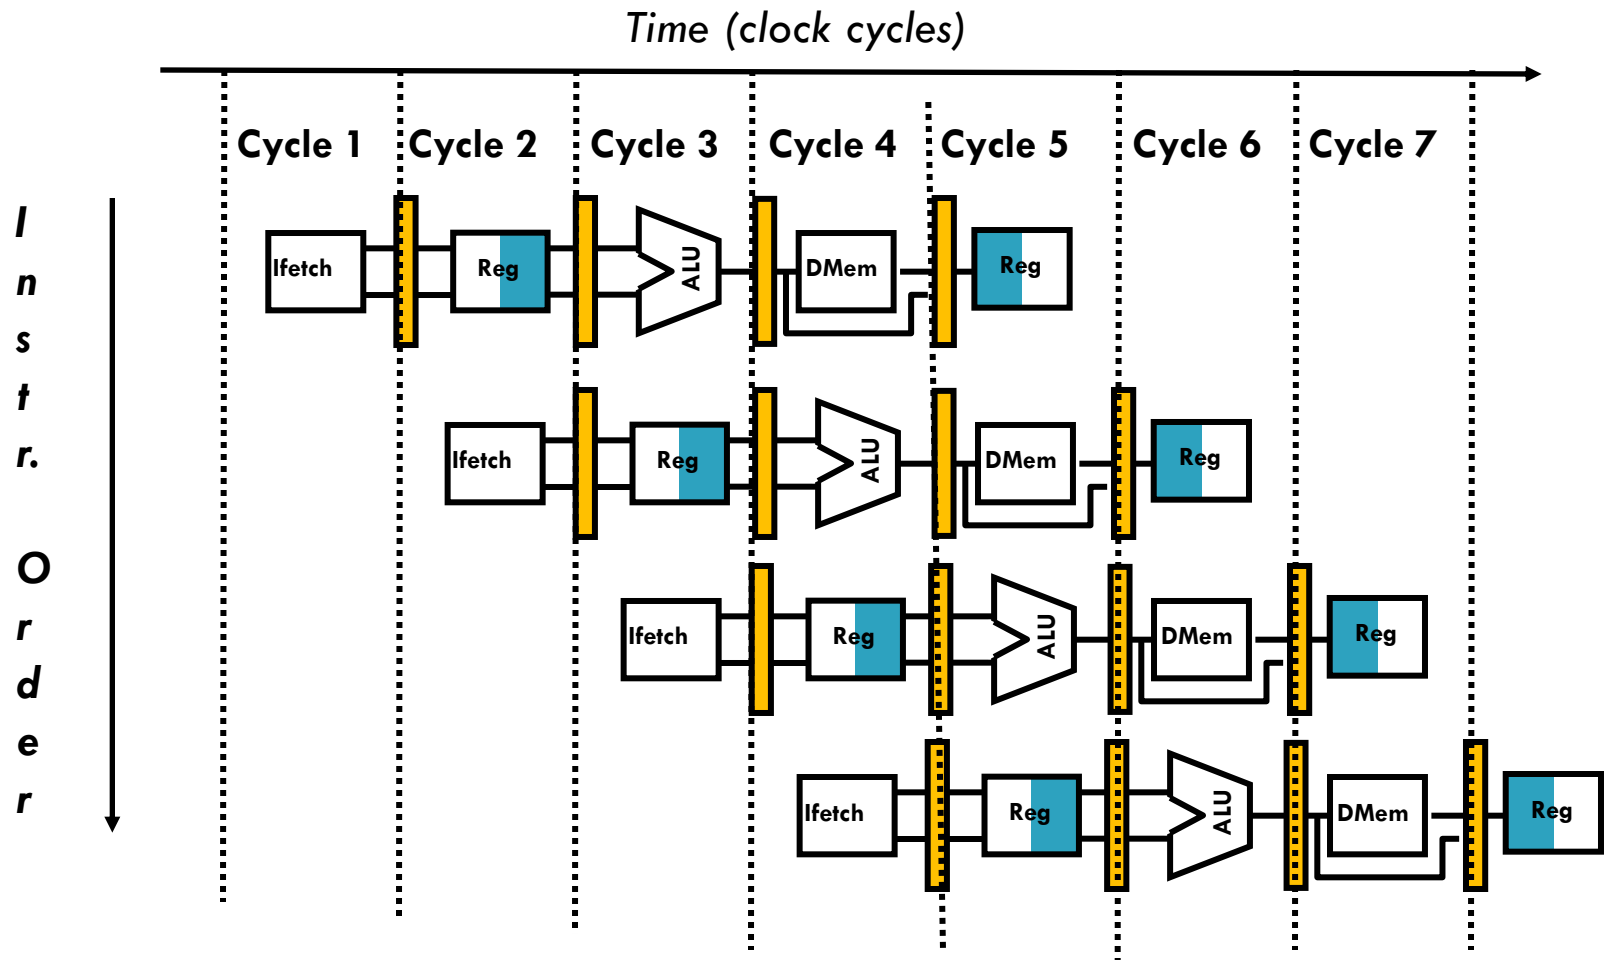 Time (clock cycles)
Cycle 1 Cycle 2 Cycle 3 Cycle 4 Cycle 5 Cycle 6 Cycle 7
I
n
s
t
r.
O
r
d
e
r
Ifetch Reg ALU DMem Reg
Ifetch Reg ALU DMem Reg
Ifetch Reg ALU DMem Reg
Ifetch Reg ALU DMem Reg